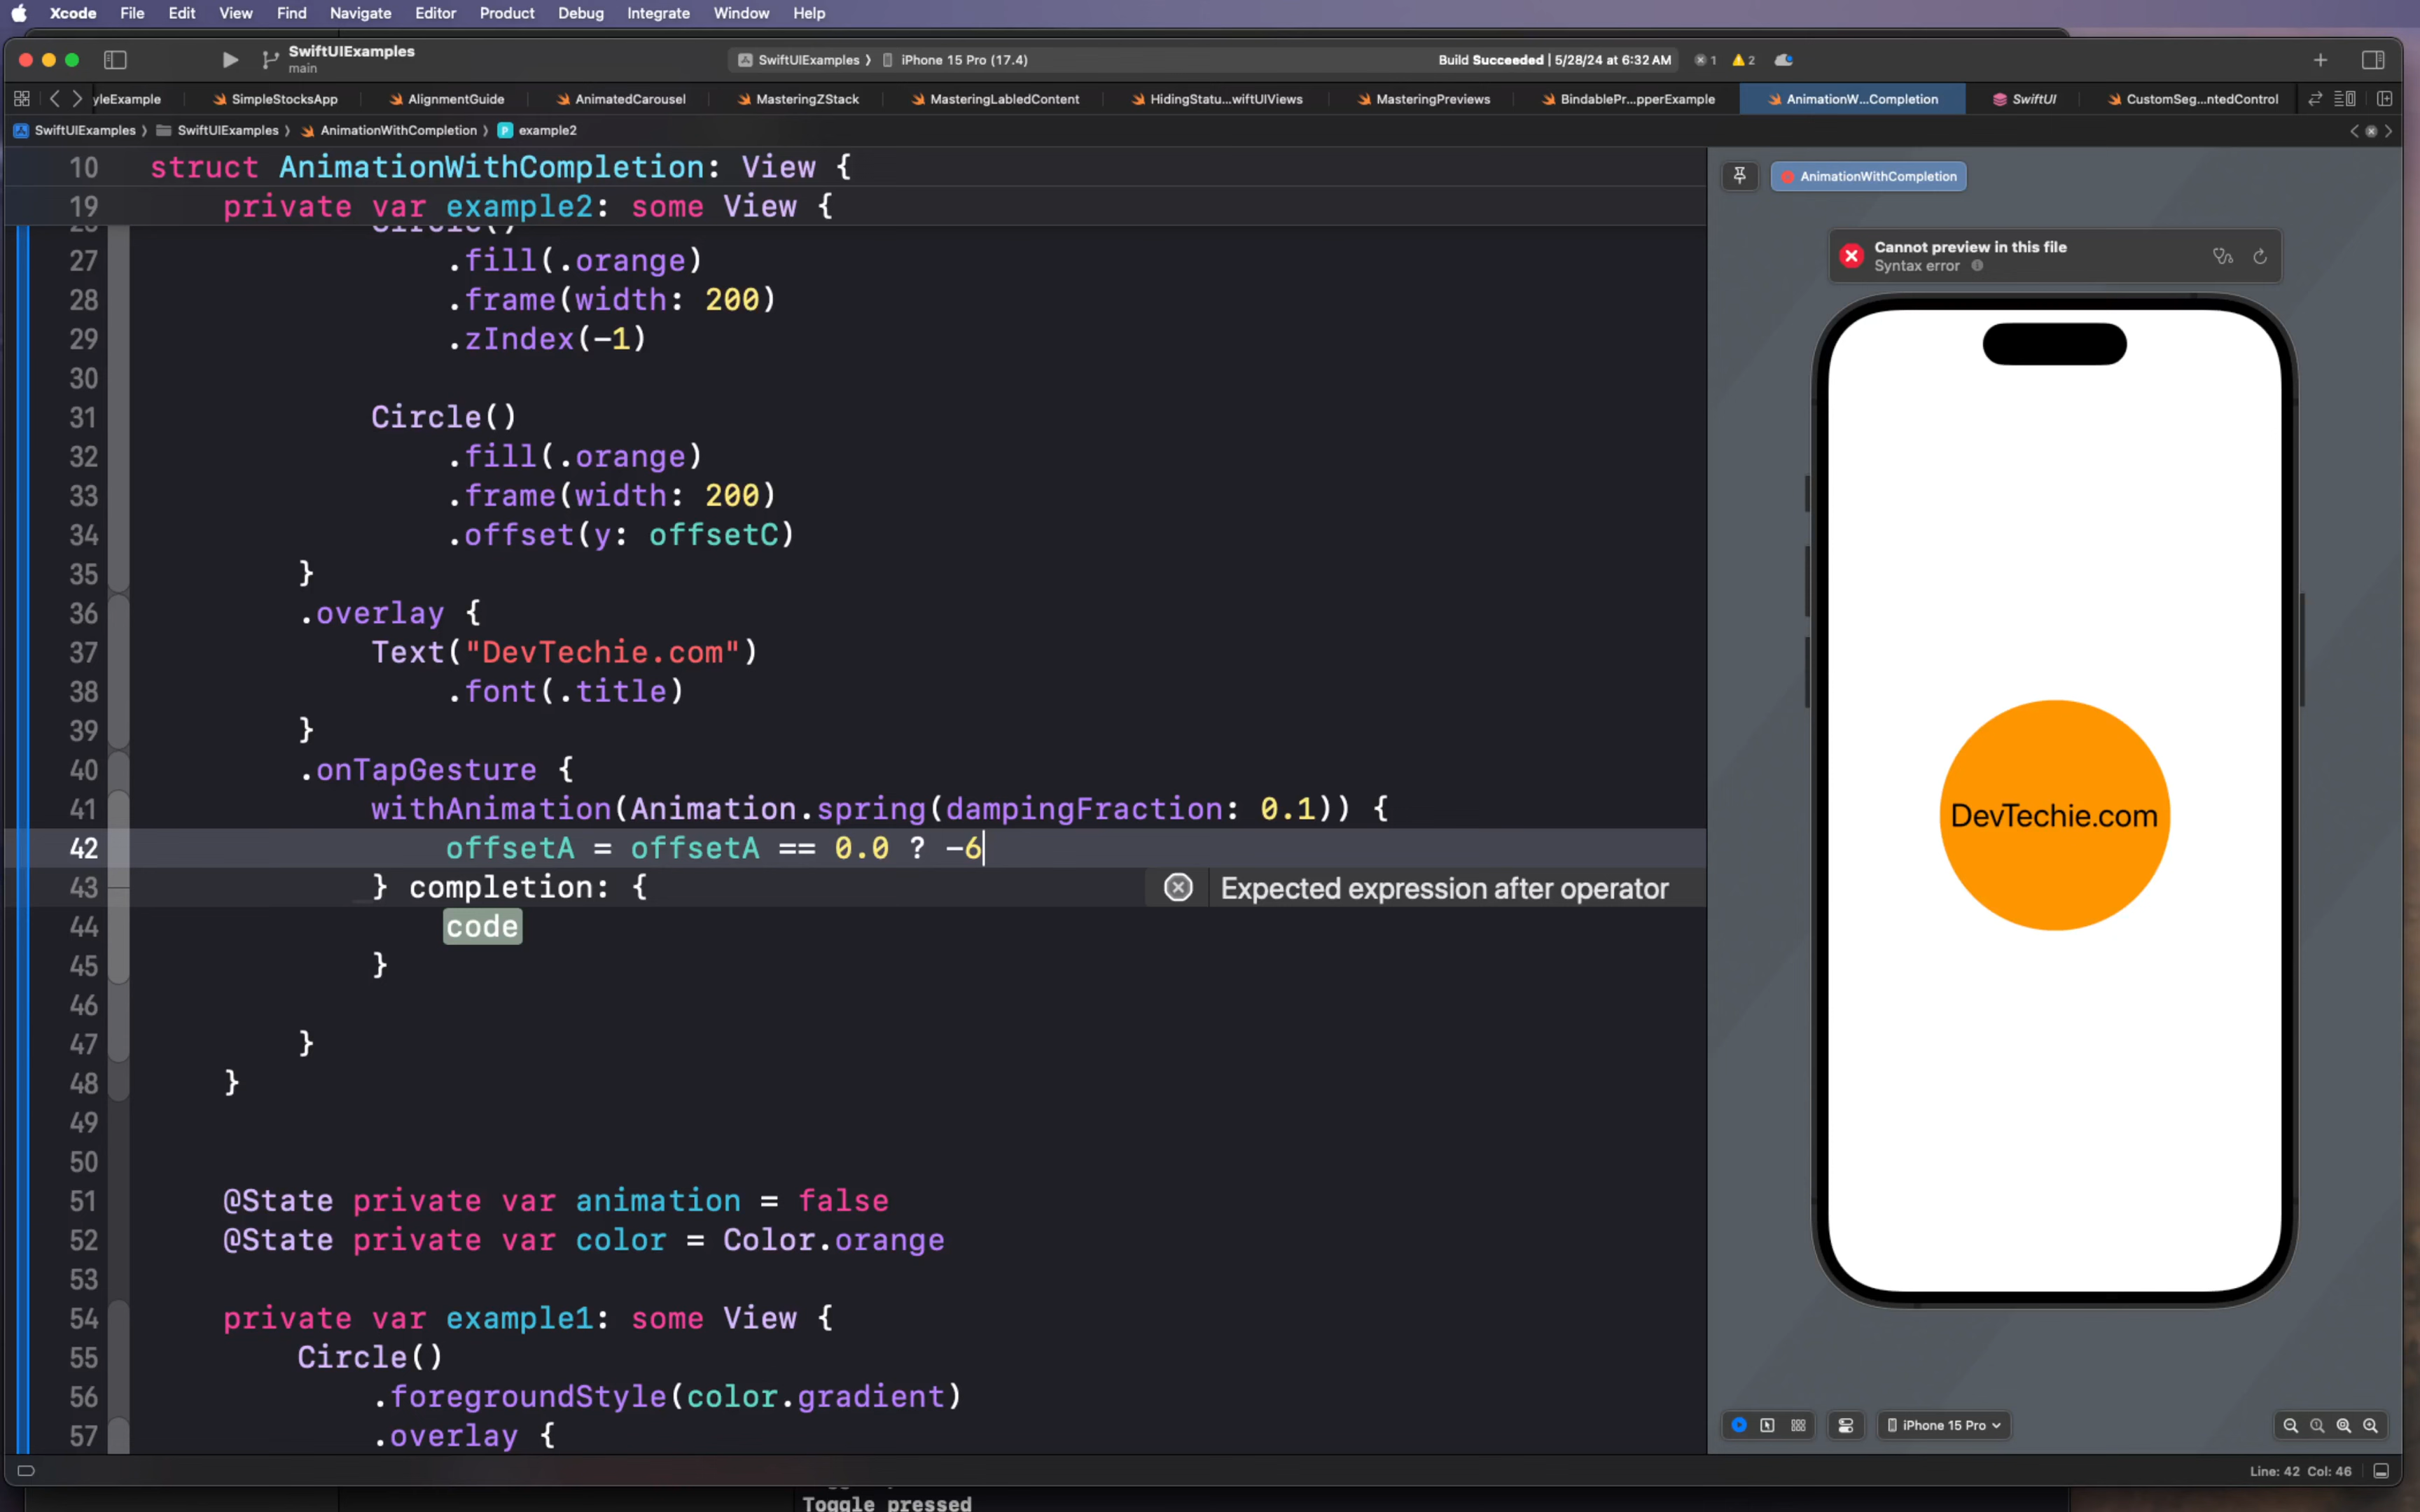 Xcode File Edit View Find Navigate Editor Product Debug Integrate Window Help
SwiftUIExamples
main
SwiftUIExamples 〉 iPhone 15 Pro (17.4)
Build Succeeded | 5/28/24 at 6:32 AM
1 2
yleExample SimpleStocksApp AlignmentGuide AnimatedCarousel MasteringZStack MasteringLabledContent HidingStatu...wiftUIViews MasteringPreviews BindablePr...pperExample AnimationW...Completion SwiftUI CustomSeg...ntedControl
SwiftUIExamples 〉 SwiftUIExamples 〉 AnimationWithCompletion 〉 P example2
10 struct AnimationWithCompletion: View {
19 private var example2: some View {
26 Circle()
27 .fill(.orange)
28 .frame(width: 200)
29 .zIndex(-1)
30
31 Circle()
32 .fill(.orange)
33 .frame(width: 200)
34 .offset(y: offsetC)
35 }
36 .overlay {
37 Text("DevTechie.com")
38 .font(.title)
39 }
40 .onTapGesture {
41 withAnimation(Animation.spring(dampingFraction: 0.1)) {
42 offsetA = offsetA == 0.0 ? -6
43 } completion: {
Expected expression after operator
44 code
45 }
46
47 }
48 }
49
50
51 @State private var animation = false
52 @State private var color = Color.orange
53
54 private var example1: some View {
55 Circle()
56 .foregroundStyle(color.gradient)
57 .overlay {
AnimationWithCompletion
Cannot preview in this file
Syntax error
DevTechie.com
iPhone 15 Pro
Line: 42 Col: 46
Toggle pressed